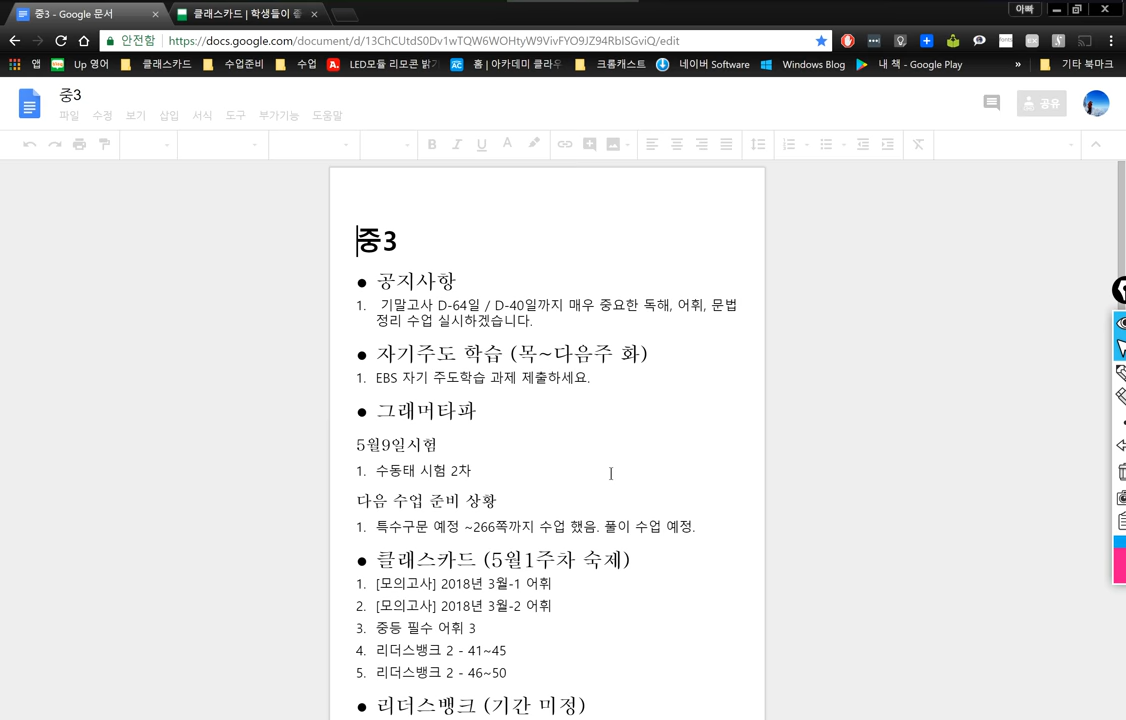 중3 - Google 문서
클래스카드 | 학생들이 즐
아빠
안전함
https://docs.google.com/document/d/13ChCUtdS0Dv1wTQW6WOHtyW9VivFYO9JZ94RbISGviQ/edit
앱
Up 영어
클래스카드
수업준비
수업
LED모듈 리모콘 밝기
홈 | 아카데미 클라우
크롬캐스트
네이버 Software
Windows Blog
내 책 - Google Play
»
기타 북마크
중3
공유
파일 수정 보기 삽입 서식 도구 부가기능 도움말
중3
● 공지사항
1. 기말고사 D-64일 / D-40일까지 매우 중요한 독해, 어휘, 문법
정리 수업 실시하겠습니다.
● 자기주도 학습 (목~다음주 화)
1. EBS 자기 주도학습 과제 제출하세요.
● 그래머타파
5월9일시험
1. 수동태 시험 2차
다음 수업 준비 상황
1. 특수구문 예정 ~266쪽까지 수업 했음. 풀이 수업 예정.
● 클래스카드 (5월1주차 숙제)
1. [모의고사] 2018년 3월-1 어휘
2. [모의고사] 2018년 3월-2 어휘
3. 중등 필수 어휘 3
4. 리더스뱅크 2 - 41~45
5. 리더스뱅크 2 - 46~50
● 리더스뱅크 (기간 미정)